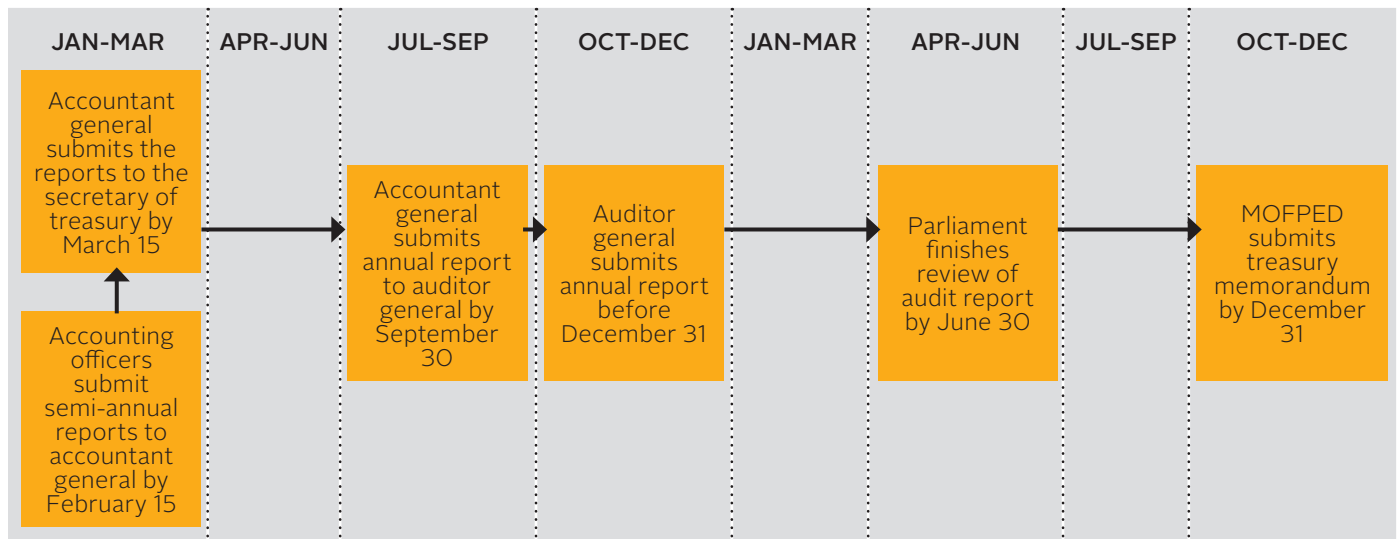 JAN-MAR APR-JUN JUL-SEP OCT-DEC JAN-MAR APR-JUN JUL-SEP OCT-DEC
Accountant
general
submits the
reports to the
secretary of
treasury by
March 15
Accounting
officers
submit
semi-annual
reports to
accountant
general by
February 15
Accountant
general
submits
annual report
to auditor
general by
September
30
Auditor
general
submits
annual report
before
December 31
Parliament
finishes
review of
audit report
by June 30
MOFPED
submits
treasury
memorandum
by December
31